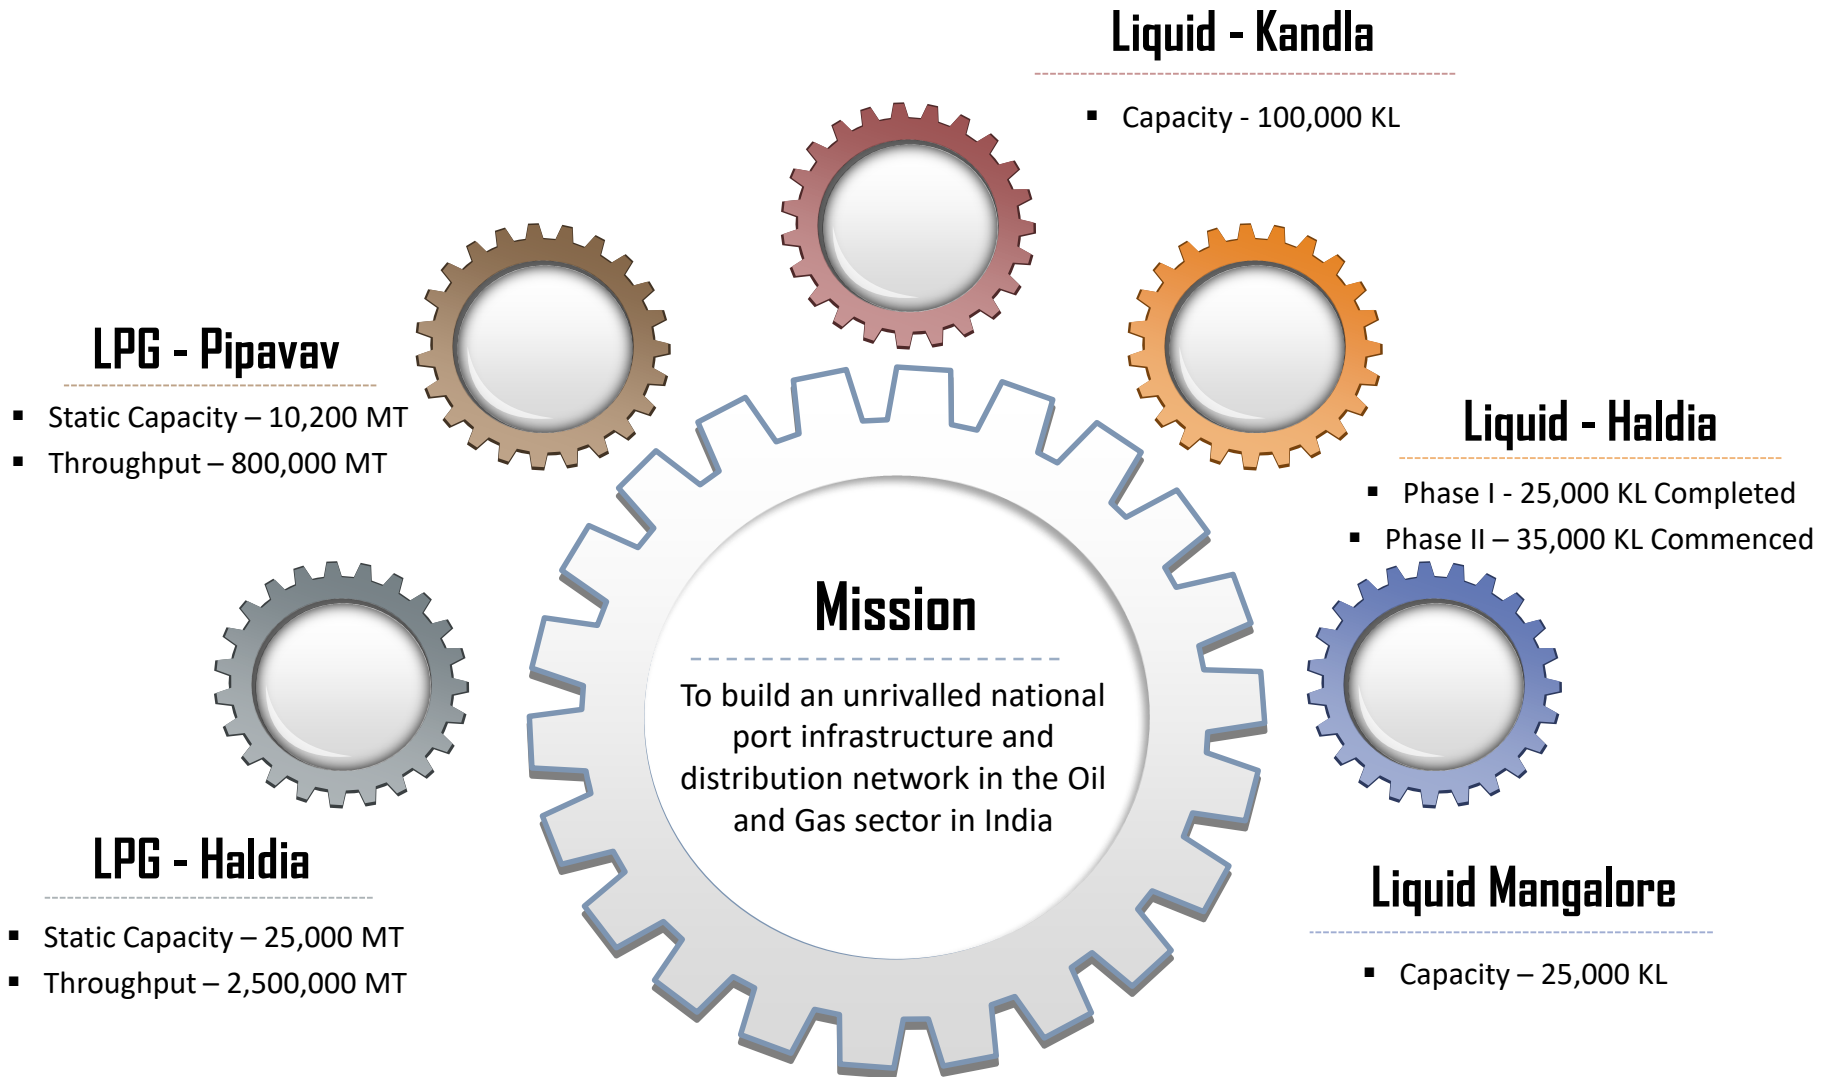 Liquid - Kandla
▪ Capacity - 100,000 KL
LPG - Pipavav
▪ Static Capacity – 10,200 MT
▪ Throughput – 800,000 MT
Liquid - Haldia
▪ Phase I - 25,000 KL Completed
▪ Phase II – 35,000 KL Commenced
Mission
To build an unrivalled national
port infrastructure and
distribution network in the Oil
and Gas sector in India
LPG - Haldia
▪ Static Capacity – 25,000 MT
▪ Throughput – 2,500,000 MT
Liquid Mangalore
▪ Capacity – 25,000 KL